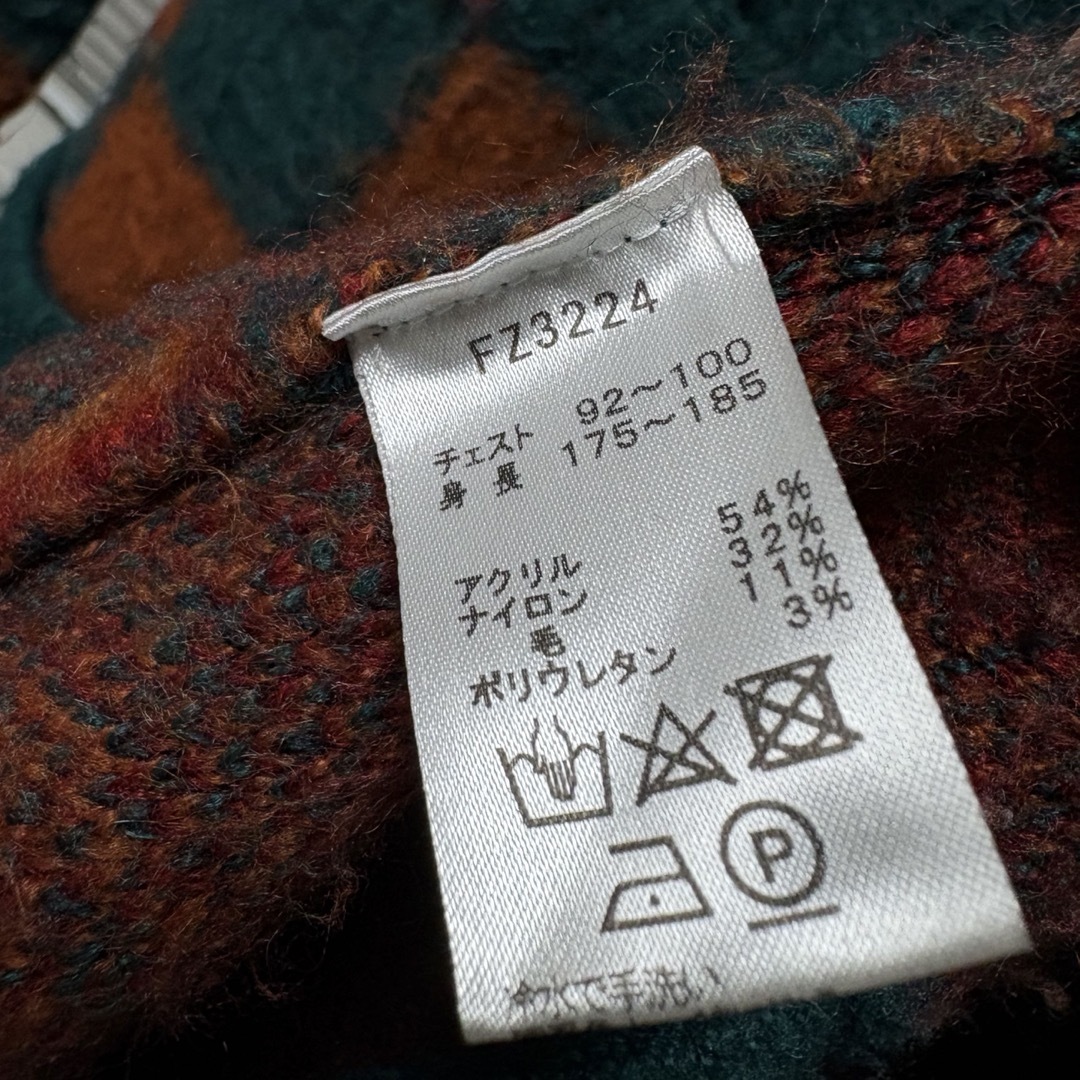 FZ3224
チェスト 92～100
身長 175～185
アクリル 54%
ナイロン 32%
毛 11%
ポリウレタン 3%
P
冷水で手洗い